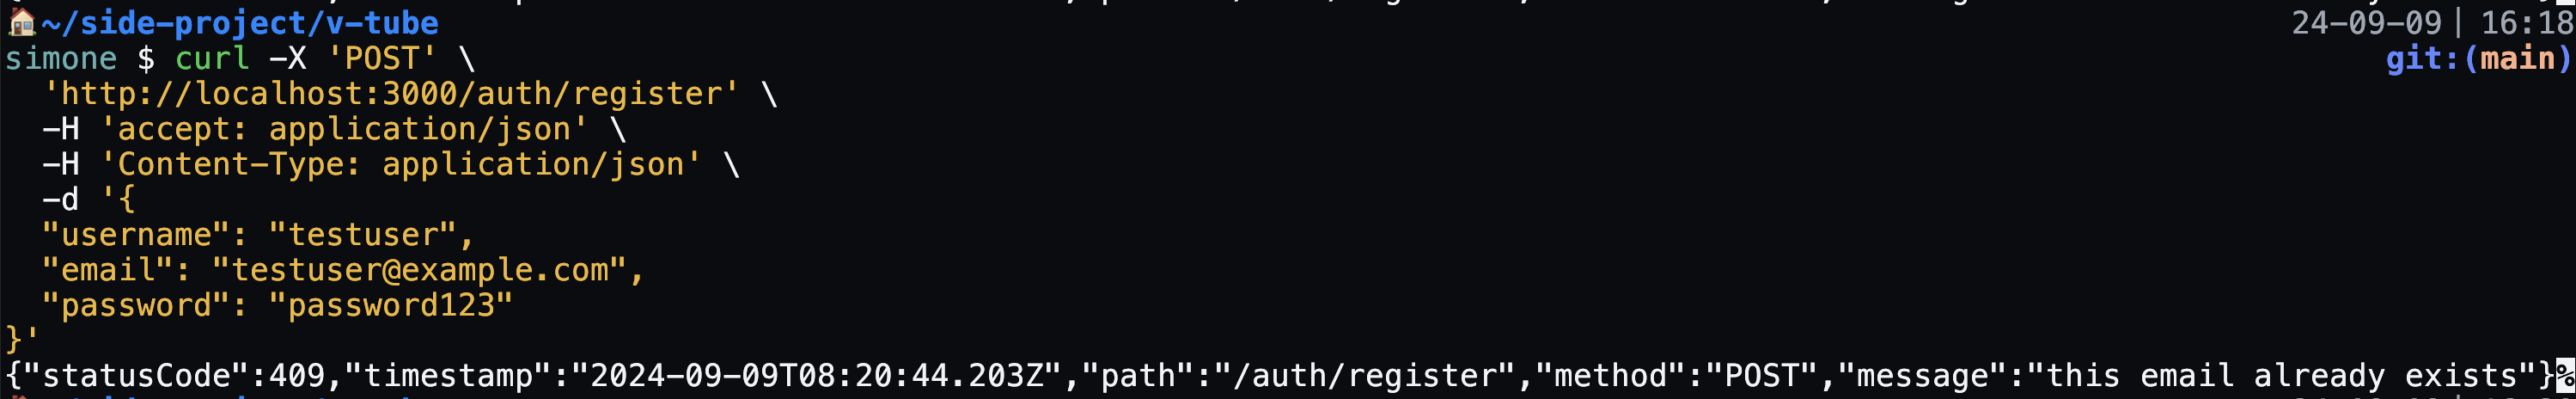 ~/side-project/v-tube 24-09-09| 16:18
simone $ curl -X 'POST' \ git:(main)
'http://localhost:3000/auth/register' \
-H 'accept: application/json' \
-H 'Content-Type: application/json' \
-d '{
"username": "testuser",
"email": "testuser@example.com",
"password": "password123"
}'
{"statusCode":409,"timestamp":"2024-09-09T08:20:44.203Z","path":"/auth/register","method":"POST","message":"this email already exists"}%